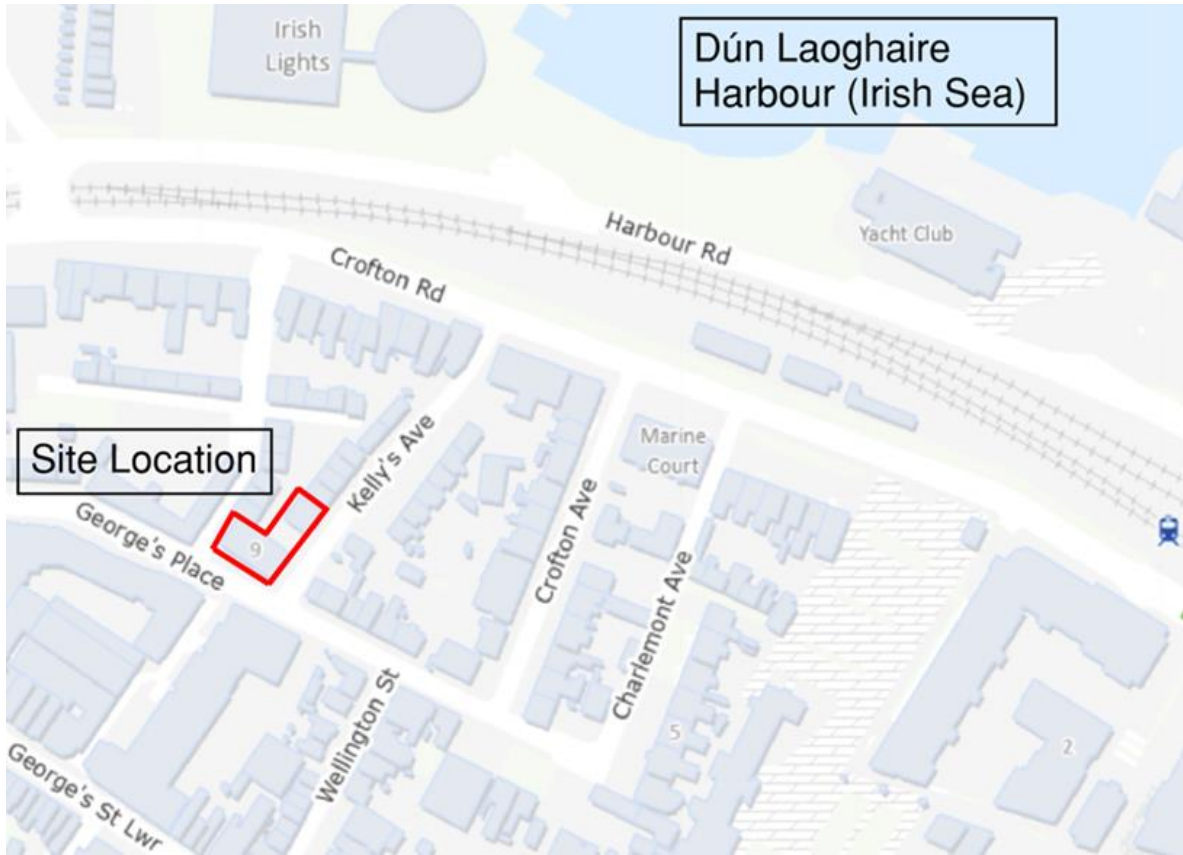 Irish
Lights
Dún Laoghaire
Harbour (Irish Sea)
Harbour Rd
Yacht Club
Crofton Rd
Marine
Court
Site Location
Kelly's Ave
George's Place
9
Crofton Ave
Charlemont Ave
Wellington St
5
2
George's St Lwr